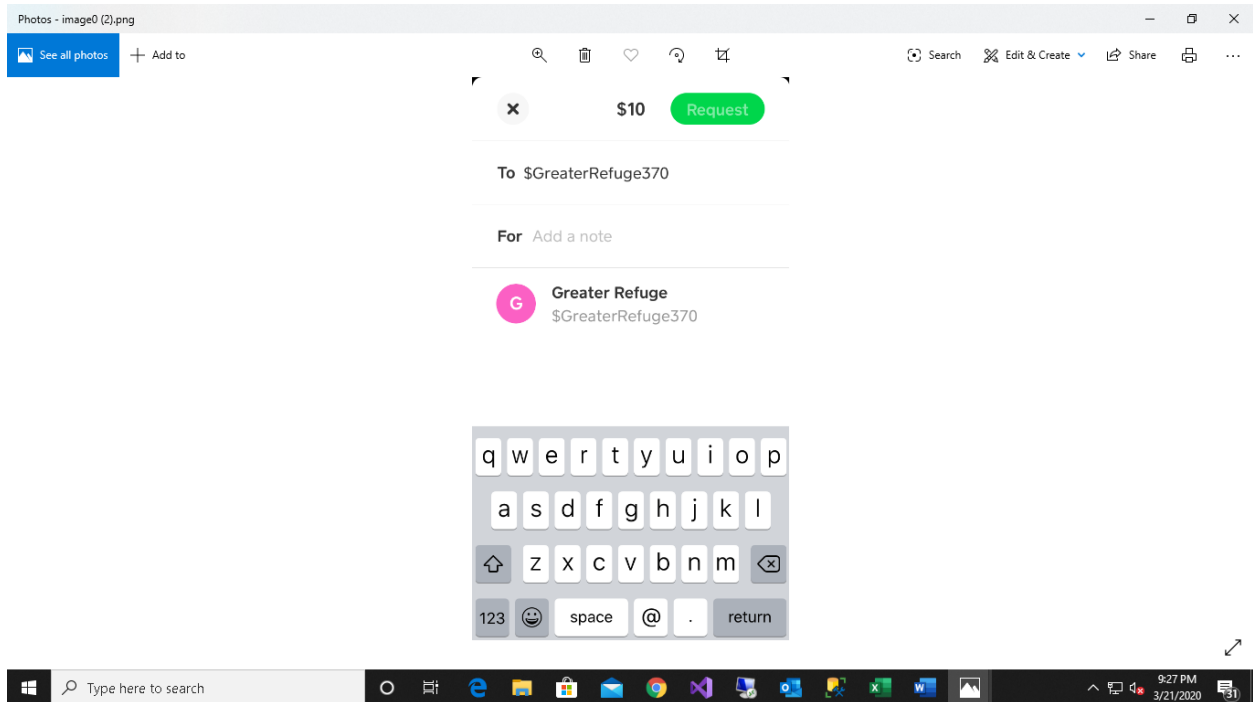 Photos - image0 (2).png
See all photos
Add to
Search
Edit & Create
Share
$10
Request
To $GreaterRefuge370
For Add a note
G
Greater Refuge
$GreaterRefuge370
q w e r t y u i o p
a s d f g h j k l
z x c v b n m
123 space @ . return
Type here to search
9:27 PM
3/21/2020
31